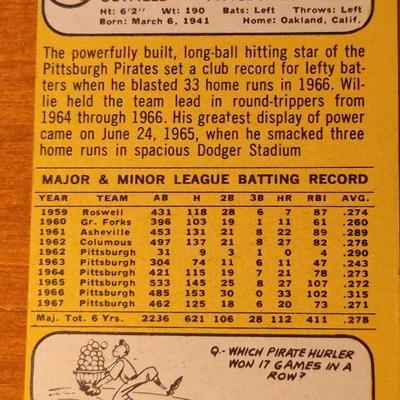 Ht: 6'2" Wt: 190 Bats: Left Throws: Left
Born: March 6, 1941 Home: Oakland, Calif.
The powerfully built, long-ball hitting star of the
Pittsburgh Pirates set a club record for lefty bat-
ters when he blasted 33 home runs in 1966. Wil-
lie held the team lead in round-trippers from
1964 through 1966. His greatest display of power
came on June 24, 1965, when he smacked three
home runs in spacious Dodger Stadium
MAJOR & MINOR LEAGUE BATTING RECORD
YEAR TEAM AB H 2B 3B HR RBI AVG.
1959 Roswell 431 118 28 6 7 87 .274
1960 Gr. Forks 396 103 19 1 11 61 .260
1961 Asheville 453 131 21 8 22 89 .289
1962 Columous 497 137 21 8 27 82 .276
1962 Pittsburgh 31 9 3 1 0 4 .290
1963 Pittsburgh 304 74 11 6 11 47 .243
1964 Pittsburgh 421 115 19 7 21 78 .273
1965 Pittsburgh 533 145 25 8 27 107 .272
1966 Pittsburgh 485 153 30 0 33 102 .315
1967 Pittsburgh 462 125 18 6 20 73 .271
Maj. Tot. 6 Yrs. 2236 621 106 28 112 411 .278
Q.- WHICH PIRATE HURLER
WON 17 GAMES IN A
ROW?